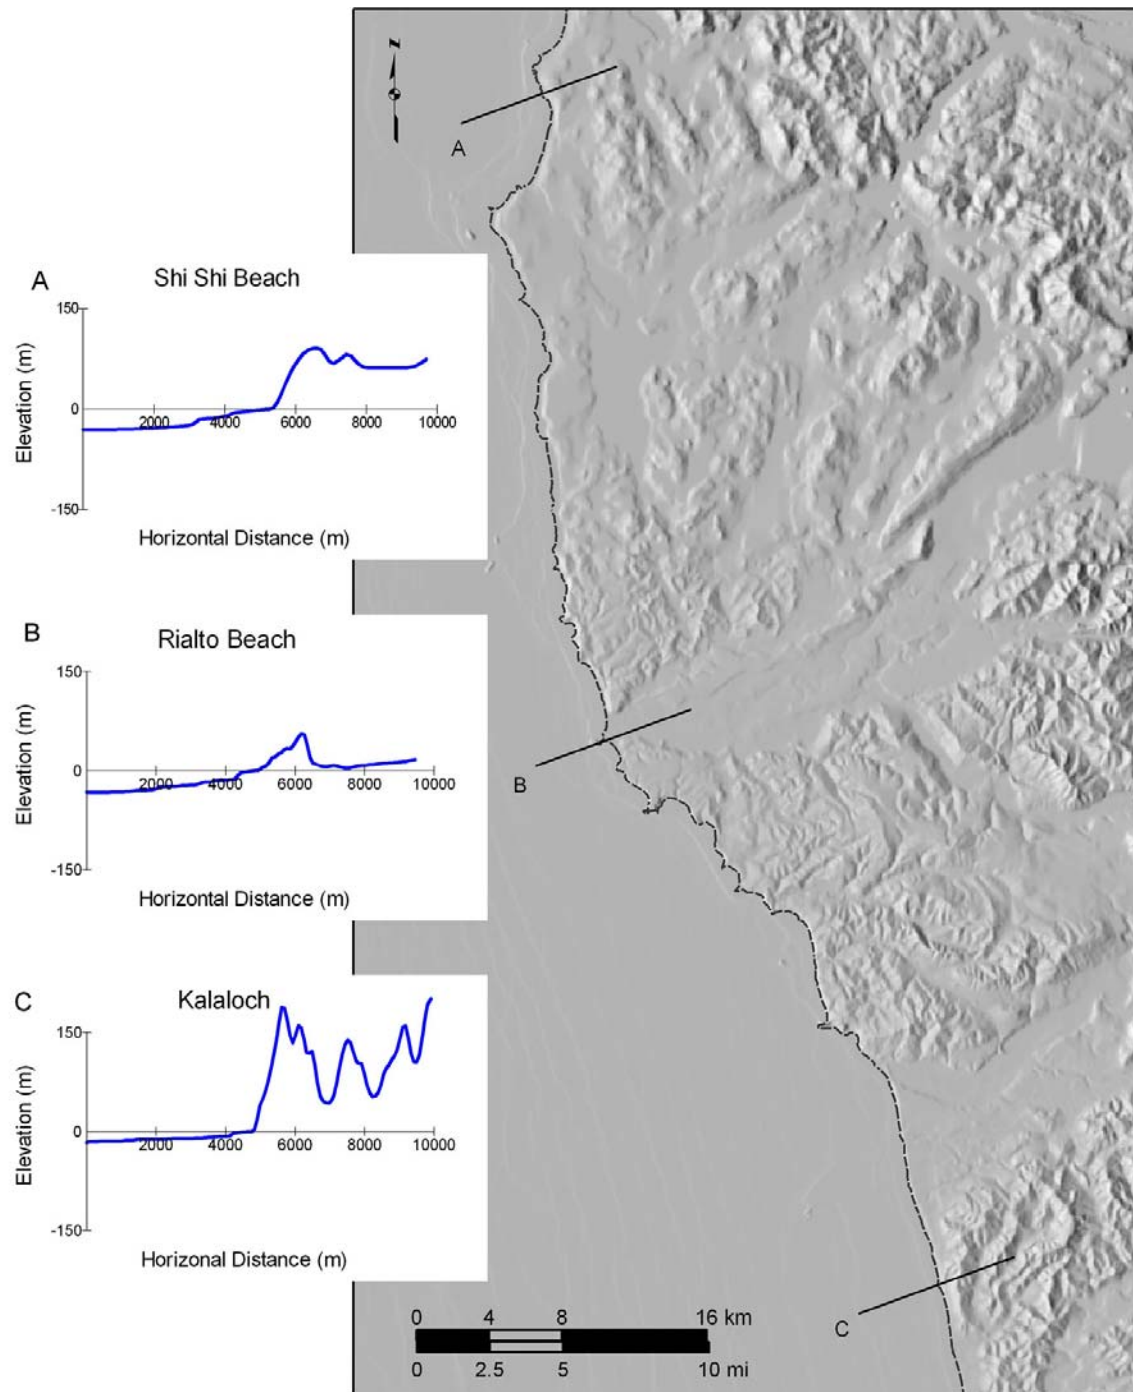 N
A
A
Shi Shi Beach
150
0
-150
2000 4000 6000 8000 10000
Elevation (m)
Horizontal Distance (m)
B
B
Rialto Beach
150
0
-150
2000 4000 6000 8000 10000
Elevation (m)
Horizontal Distance (m)
C
Kalaloch
150
0
-150
2000 4000 6000 8000 10000
Elevation (m)
Horizonal Distance (m)
C
0 4 8 16 km
0 2.5 5 10 mi